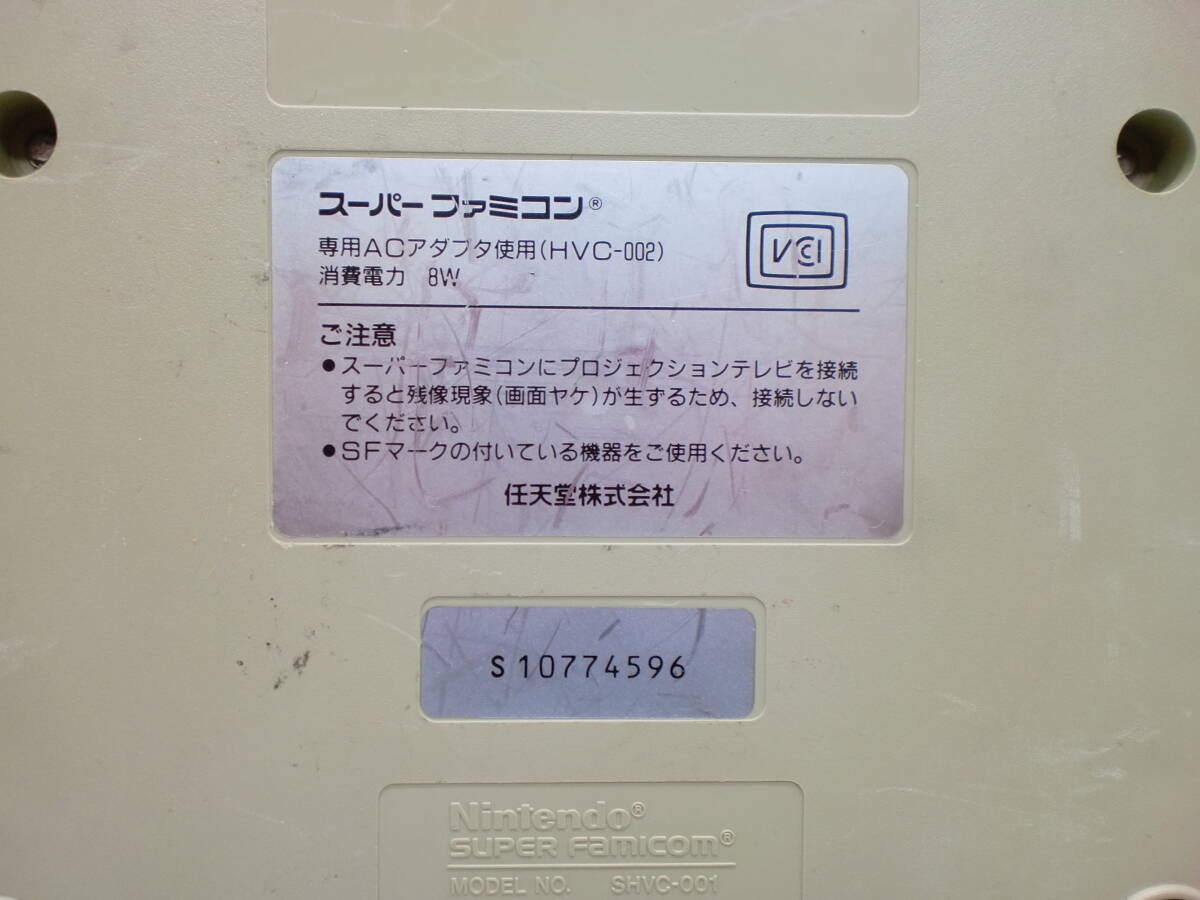 スーパーファミコン®
専用ACアダプタ使用(HVC-002)
消費電力 8W
VCCI
ご注意
●スーパーファミコンにプロジェクションテレビを接続
すると残像現象(画面ヤケ)が生ずるため、接続しない
でください。
●SFマークの付いている機器をご使用ください。
任天堂株式会社
S10774596
Nintendo®
SUPER FAMICOM®
MODEL NO. SHVC-001